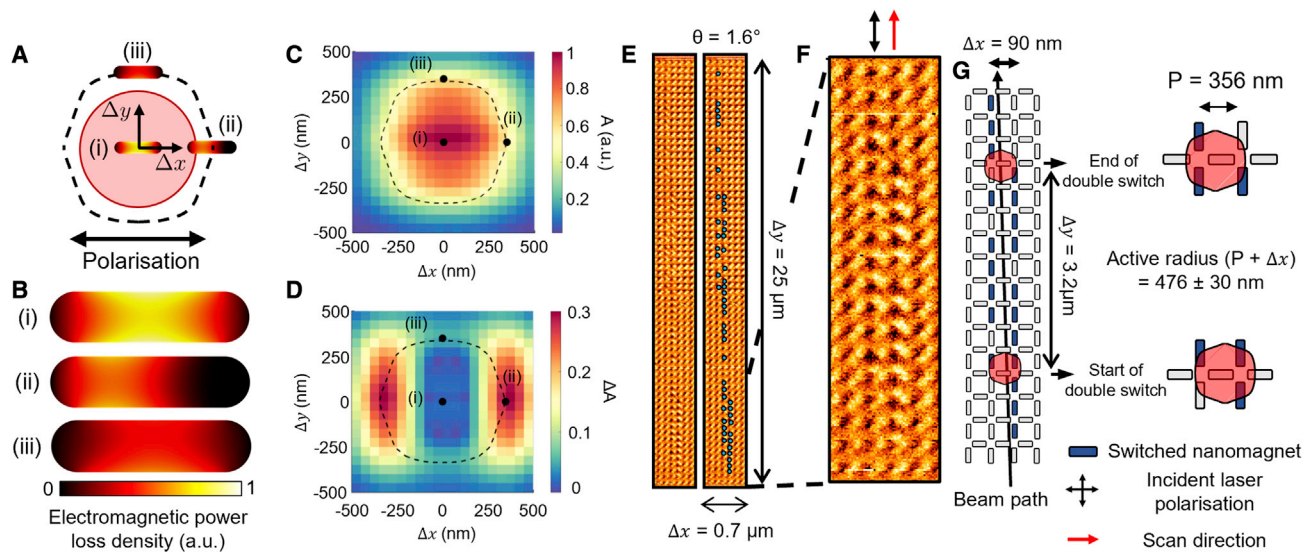 A
(iii)
Δy
(i)
Δx
(ii)
Polarisation
B
(i)
(ii)
(iii)
0
1
Electromagnetic power
loss density (a.u.)
C
500
250
0
-250
-500
Δy (nm)
-500 -250 0 250 500
Δx (nm)
(iii)
(i)
(ii)
1
0.8
0.6
0.4
0.2
A (a.u.)
D
500
250
0
-250
-500
Δy (nm)
-500 -250 0 250 500
Δx (nm)
(iii)
(i)
(ii)
0.3
0.2
0.1
0
ΔA
E
θ = 1.6°
Δy = 25 μm
Δx = 0.7 μm
F
G
Δx = 90 nm
Δy = 3.2μm
Beam path
P = 356 nm
End of
double switch
Active radius (P + Δx)
= 476 ± 30 nm
Start of
double switch
Switched nanomagnet
Incident laser
polarisation
Scan direction